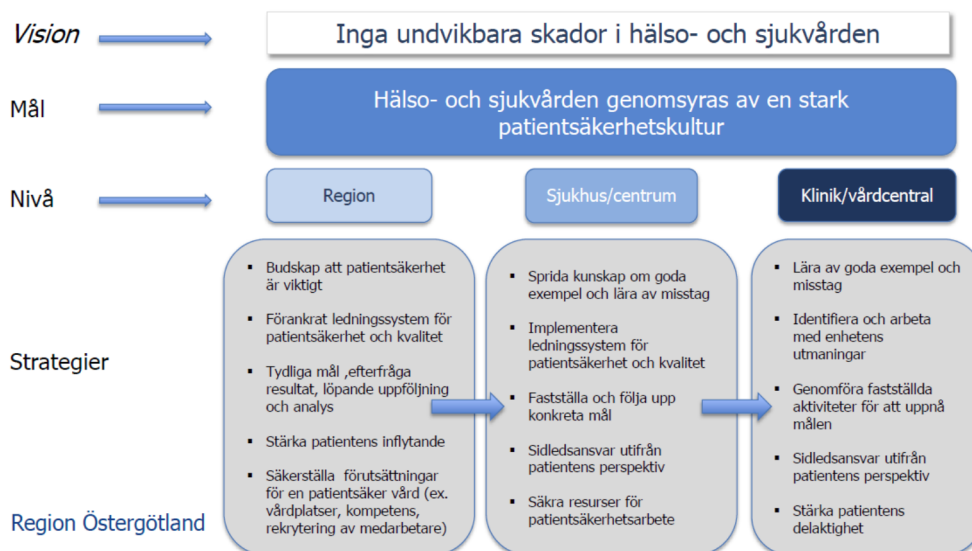 Vision
Inga undvikbara skador i hälso- och sjukvården
Mål
Hälso- och sjukvården genomsyras av en stark
patientsäkerhetskultur
Nivå
Region
Sjukhus/centrum
Klinik/vårdcentral
Strategier
▪ Budskap att patientsäkerhet
är viktigt
▪ Förankrat ledningssystem för
patientsäkerhet och kvalitet
▪ Tydliga mål ,efterfråga
resultat, löpande uppföljning
och analys
▪ Stärka patientens inflytande
▪ Säkerställa förutsättningar
för en patientsäker vård (ex.
vårdplatser, kompetens,
rekrytering av medarbetare)
▪ Sprida kunskap om goda
exempel och lära av misstag
▪ Implementera
ledningssystem för
patientsäkerhet och kvalitet
▪ Fastställa och följa upp
konkreta mål
▪ Sidledsansvar utifrån
patientens perspektiv
▪ Säkra resurser för
patientsäkerhetsarbete
▪ Lära av goda exempel och
misstag
▪ Identifiera och arbeta
med enhetens
utmaningar
▪ Genomföra fastställda
aktiviteter för att uppnå
målen
▪ Sidledsansvar utifrån
patientens perspektiv
▪ Stärka patientens
delaktighet
Region Östergötland